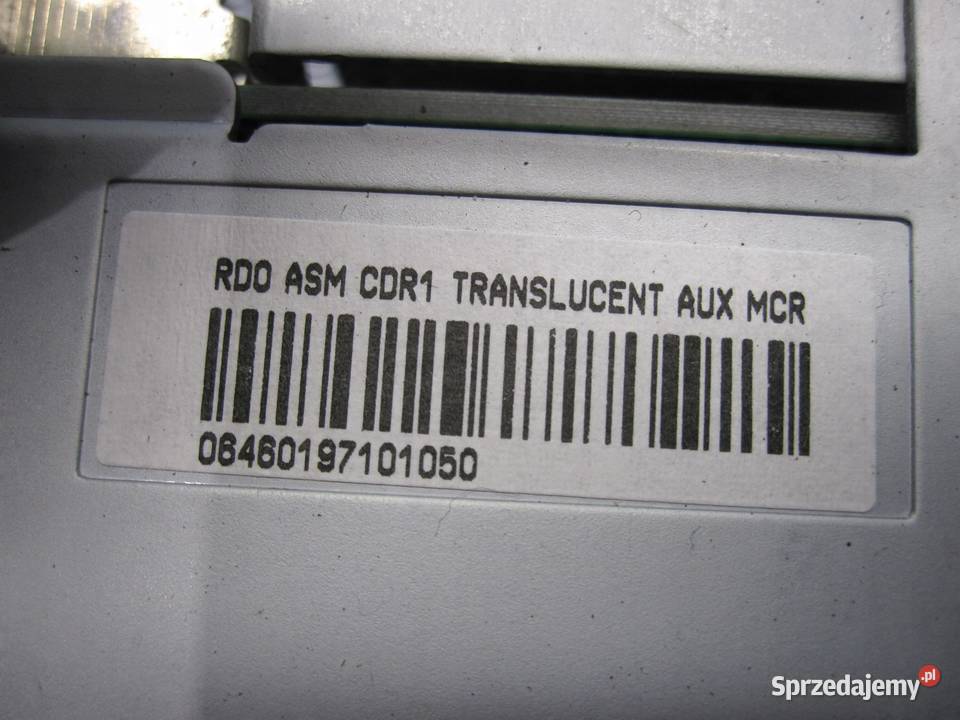 RDO ASM CDR1 TRANSLUCENT AUX MCR
06460197101050
Sprzedajemy.pl